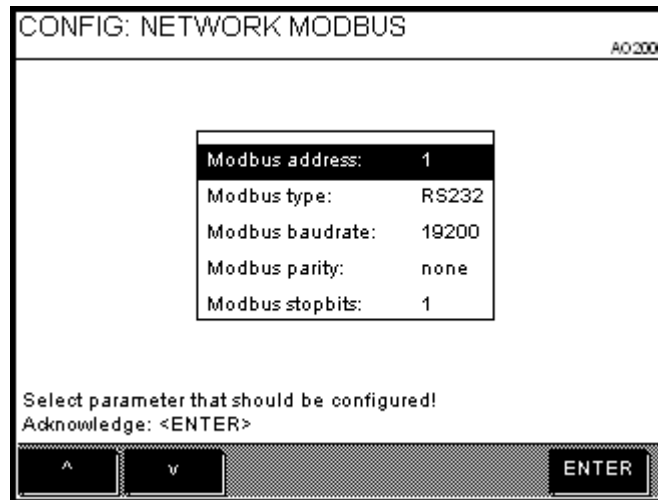 CONFIG: NETWORK MODBUS
AO200
Modbus address: 1
Modbus type: RS232
Modbus baudrate: 19200
Modbus parity: none
Modbus stopbits: 1
Select parameter that should be configured!
Acknowledge: <ENTER>
^ v ENTER